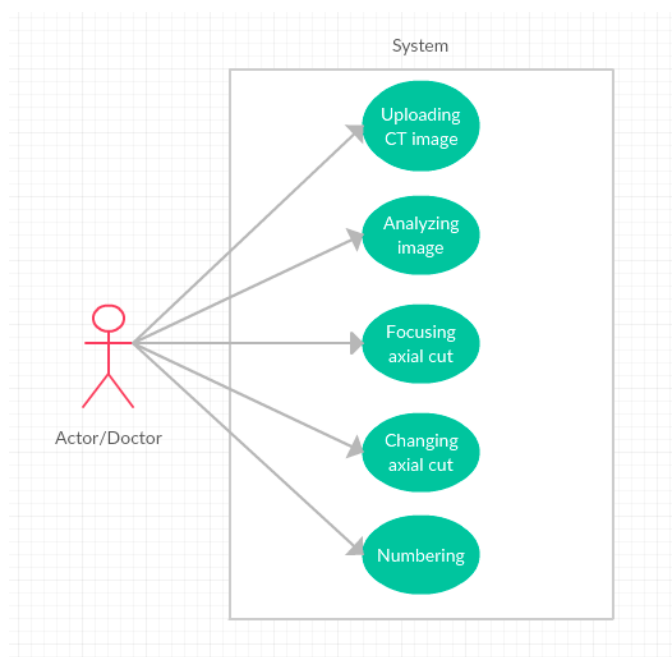 System
Uploading
CT image
Analyzing
image
Focusing
axial cut
Actor/Doctor
Changing
axial cut
Numbering